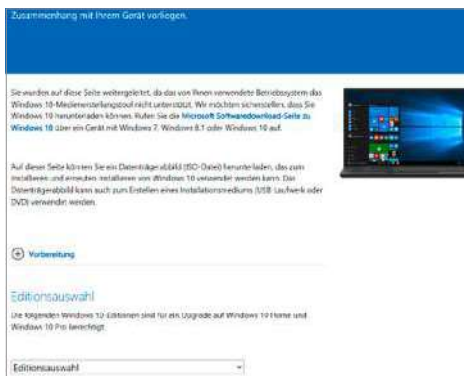 Zusammenhang mit Ihrem Gerät vorliegen.
Sie wurden auf diese Seite weitergeleitet, da das von Ihnen verwendete Betriebssystem das
Windows 10-Medienerstellungstool nicht unterstützt. Wir möchten sicherstellen, dass Sie
Windows 10 herunterladen können. Rufen Sie die Microsoft Softwaredownload-Seite zu
Windows 10 über ein Gerät mit Windows 7, Windows 8.1 oder Windows 10 auf.
Auf dieser Seite können Sie ein Datenträgerabbild (ISO-Datei) herunterladen, das zum
Installieren und erneuten Installieren von Windows 10 verwendet werden kann. Das
Datenträgerabbild kann auch zum Erstellen eines Installationsmediums (USB-Laufwerk oder
DVD) verwendet werden.
Vorbereitung
Editionsauswahl
Die folgenden Windows 10-Editionen sind für ein Upgrade auf Windows 10 Home und
Windows 10 Pro berechtigt.
Editionsauswahl